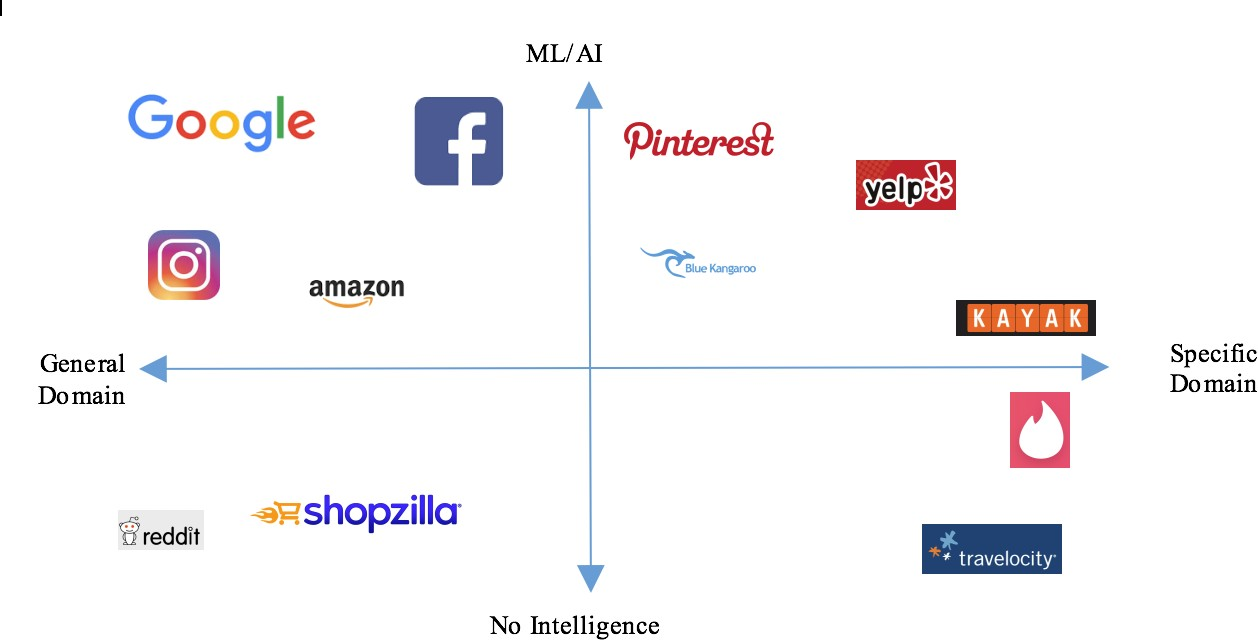 ML/AI
Google
Pinterest
yelp
Blue Kangaroo
amazon
KAYAK
General
Domain
Specific
Domain
shopzilla
reddit
travelocity
No Intelligence